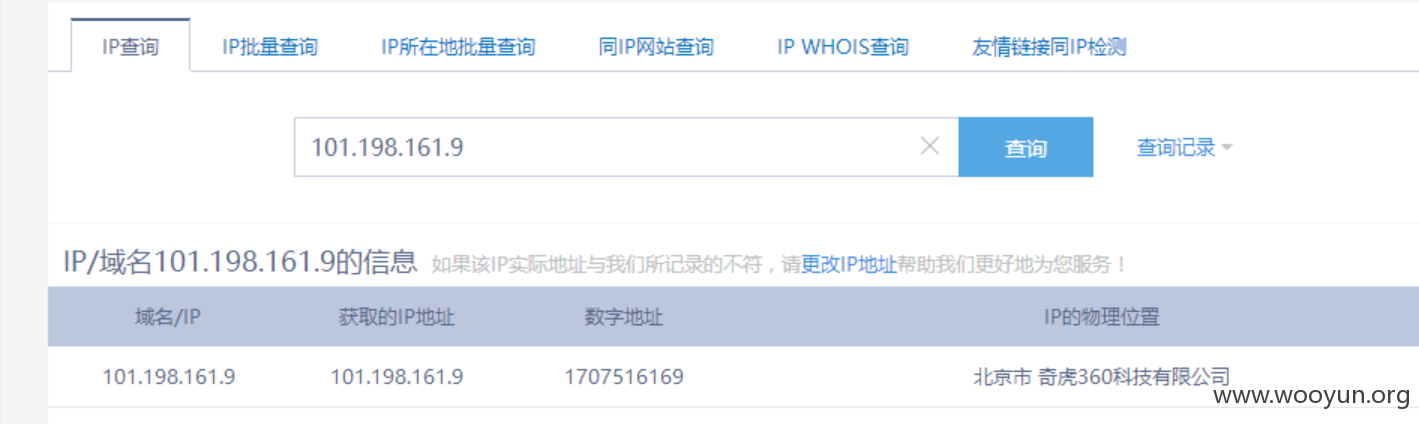 IP查询 IP批量查询 IP所在地批量查询 同IP网站查询 IP WHOIS查询 友情链接同IP检测
101.198.161.9 查询 查询记录
IP/域名101.198.161.9的信息 如果该IP实际地址与我们所记录的不符，请更改IP地址帮助我们更好地为您服务！
域名/IP 获取的IP地址 数字地址 IP的物理位置
101.198.161.9 101.198.161.9 1707516169 北京市 奇虎360科技有限公司
www.wooyun.org